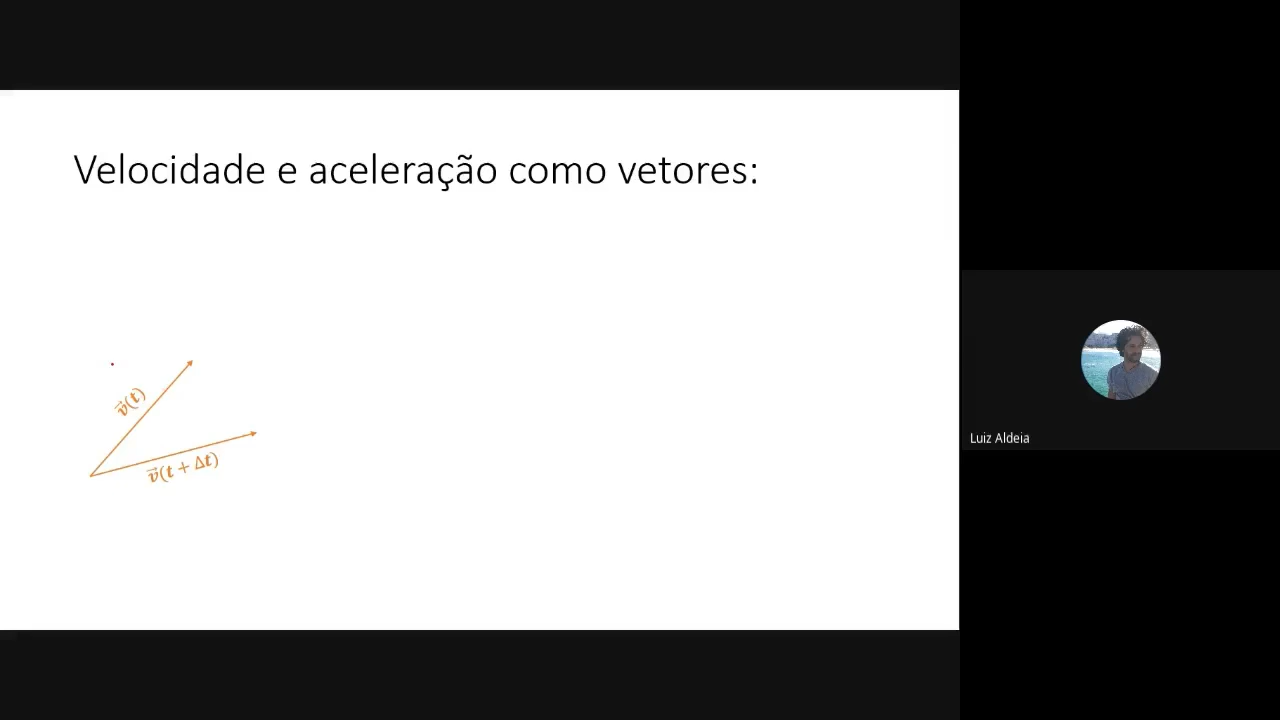 Velocidade e aceleração como vetores:
v⃗(t)
v⃗(t + Δt)
Luiz Aldeia